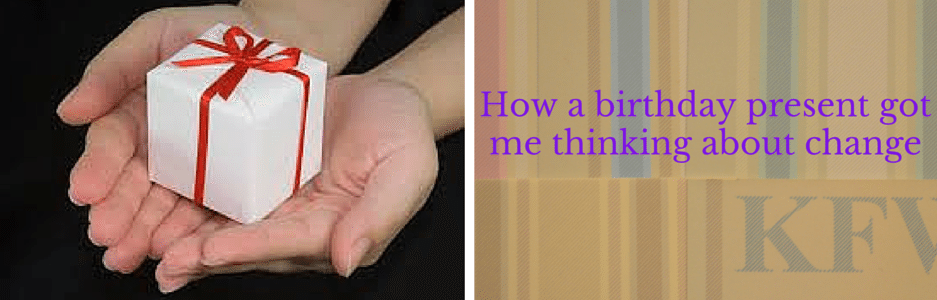 How a birthday present got
me thinking about change
KFV